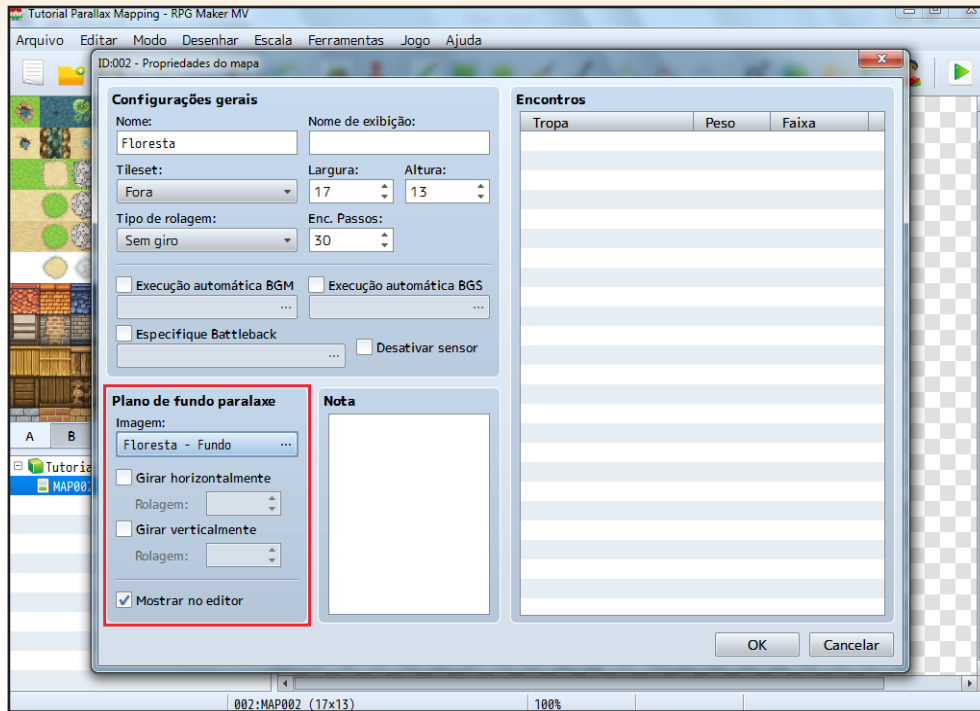 Tutorial Parallax Mapping - RPG Maker MV
Arquivo Editar Modo Desenhar Escala Ferramentas Jogo Ajuda
ID:002 - Propriedades do mapa
Configurações gerais
Nome: Nome de exibição:
Floresta
Tileset: Largura: Altura:
Fora 17 13
Tipo de rolagem: Enc. Passos:
Sem giro 30
Execução automática BGM Execução automática BGS
... ...
Especifique Battleback
... Desativar sensor
Plano de fundo paralaxe
Imagem:
Floresta - Fundo ...
Girar horizontalmente
Rolagem:
Girar verticalmente
Rolagem:
Mostrar no editor
Nota
Encontros
Tropa Peso Faixa
OK Cancelar
A B
Tutoria
MAP002
002:MAP002 (17x13) 100%